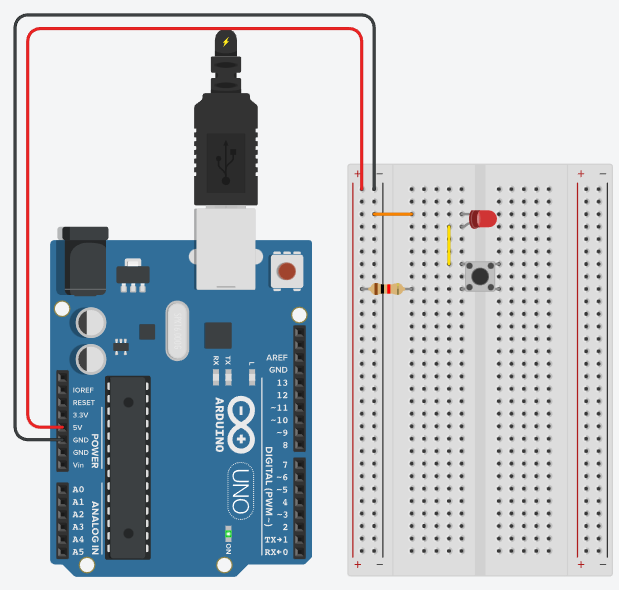 + −
+ −
AREF
GND
13
12
~11
~10
~9
8
7
~6
~5
4
~3
2
TX→1
RX←0
DIGITAL (PWM~)
RX
TX
L
ARDUINO
UNO
ON
IOREF
RESET
3.3V
5V
GND
GND
Vin
POWER
A0
A1
A2
A3
A4
A5
ANALOG IN
+ −
+ −